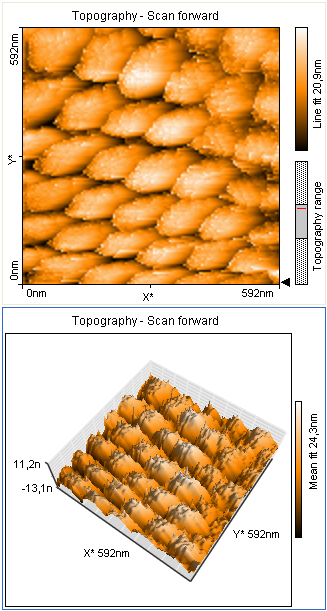 Topography - Scan forward
592nm
Y*
0nm
0nm
X*
592nm
Line fit 20,9nm
Topography range
Topography - Scan forward
11,2n
-13,1n
X* 592nm
Y* 592nm
Mean fit 24,3nm